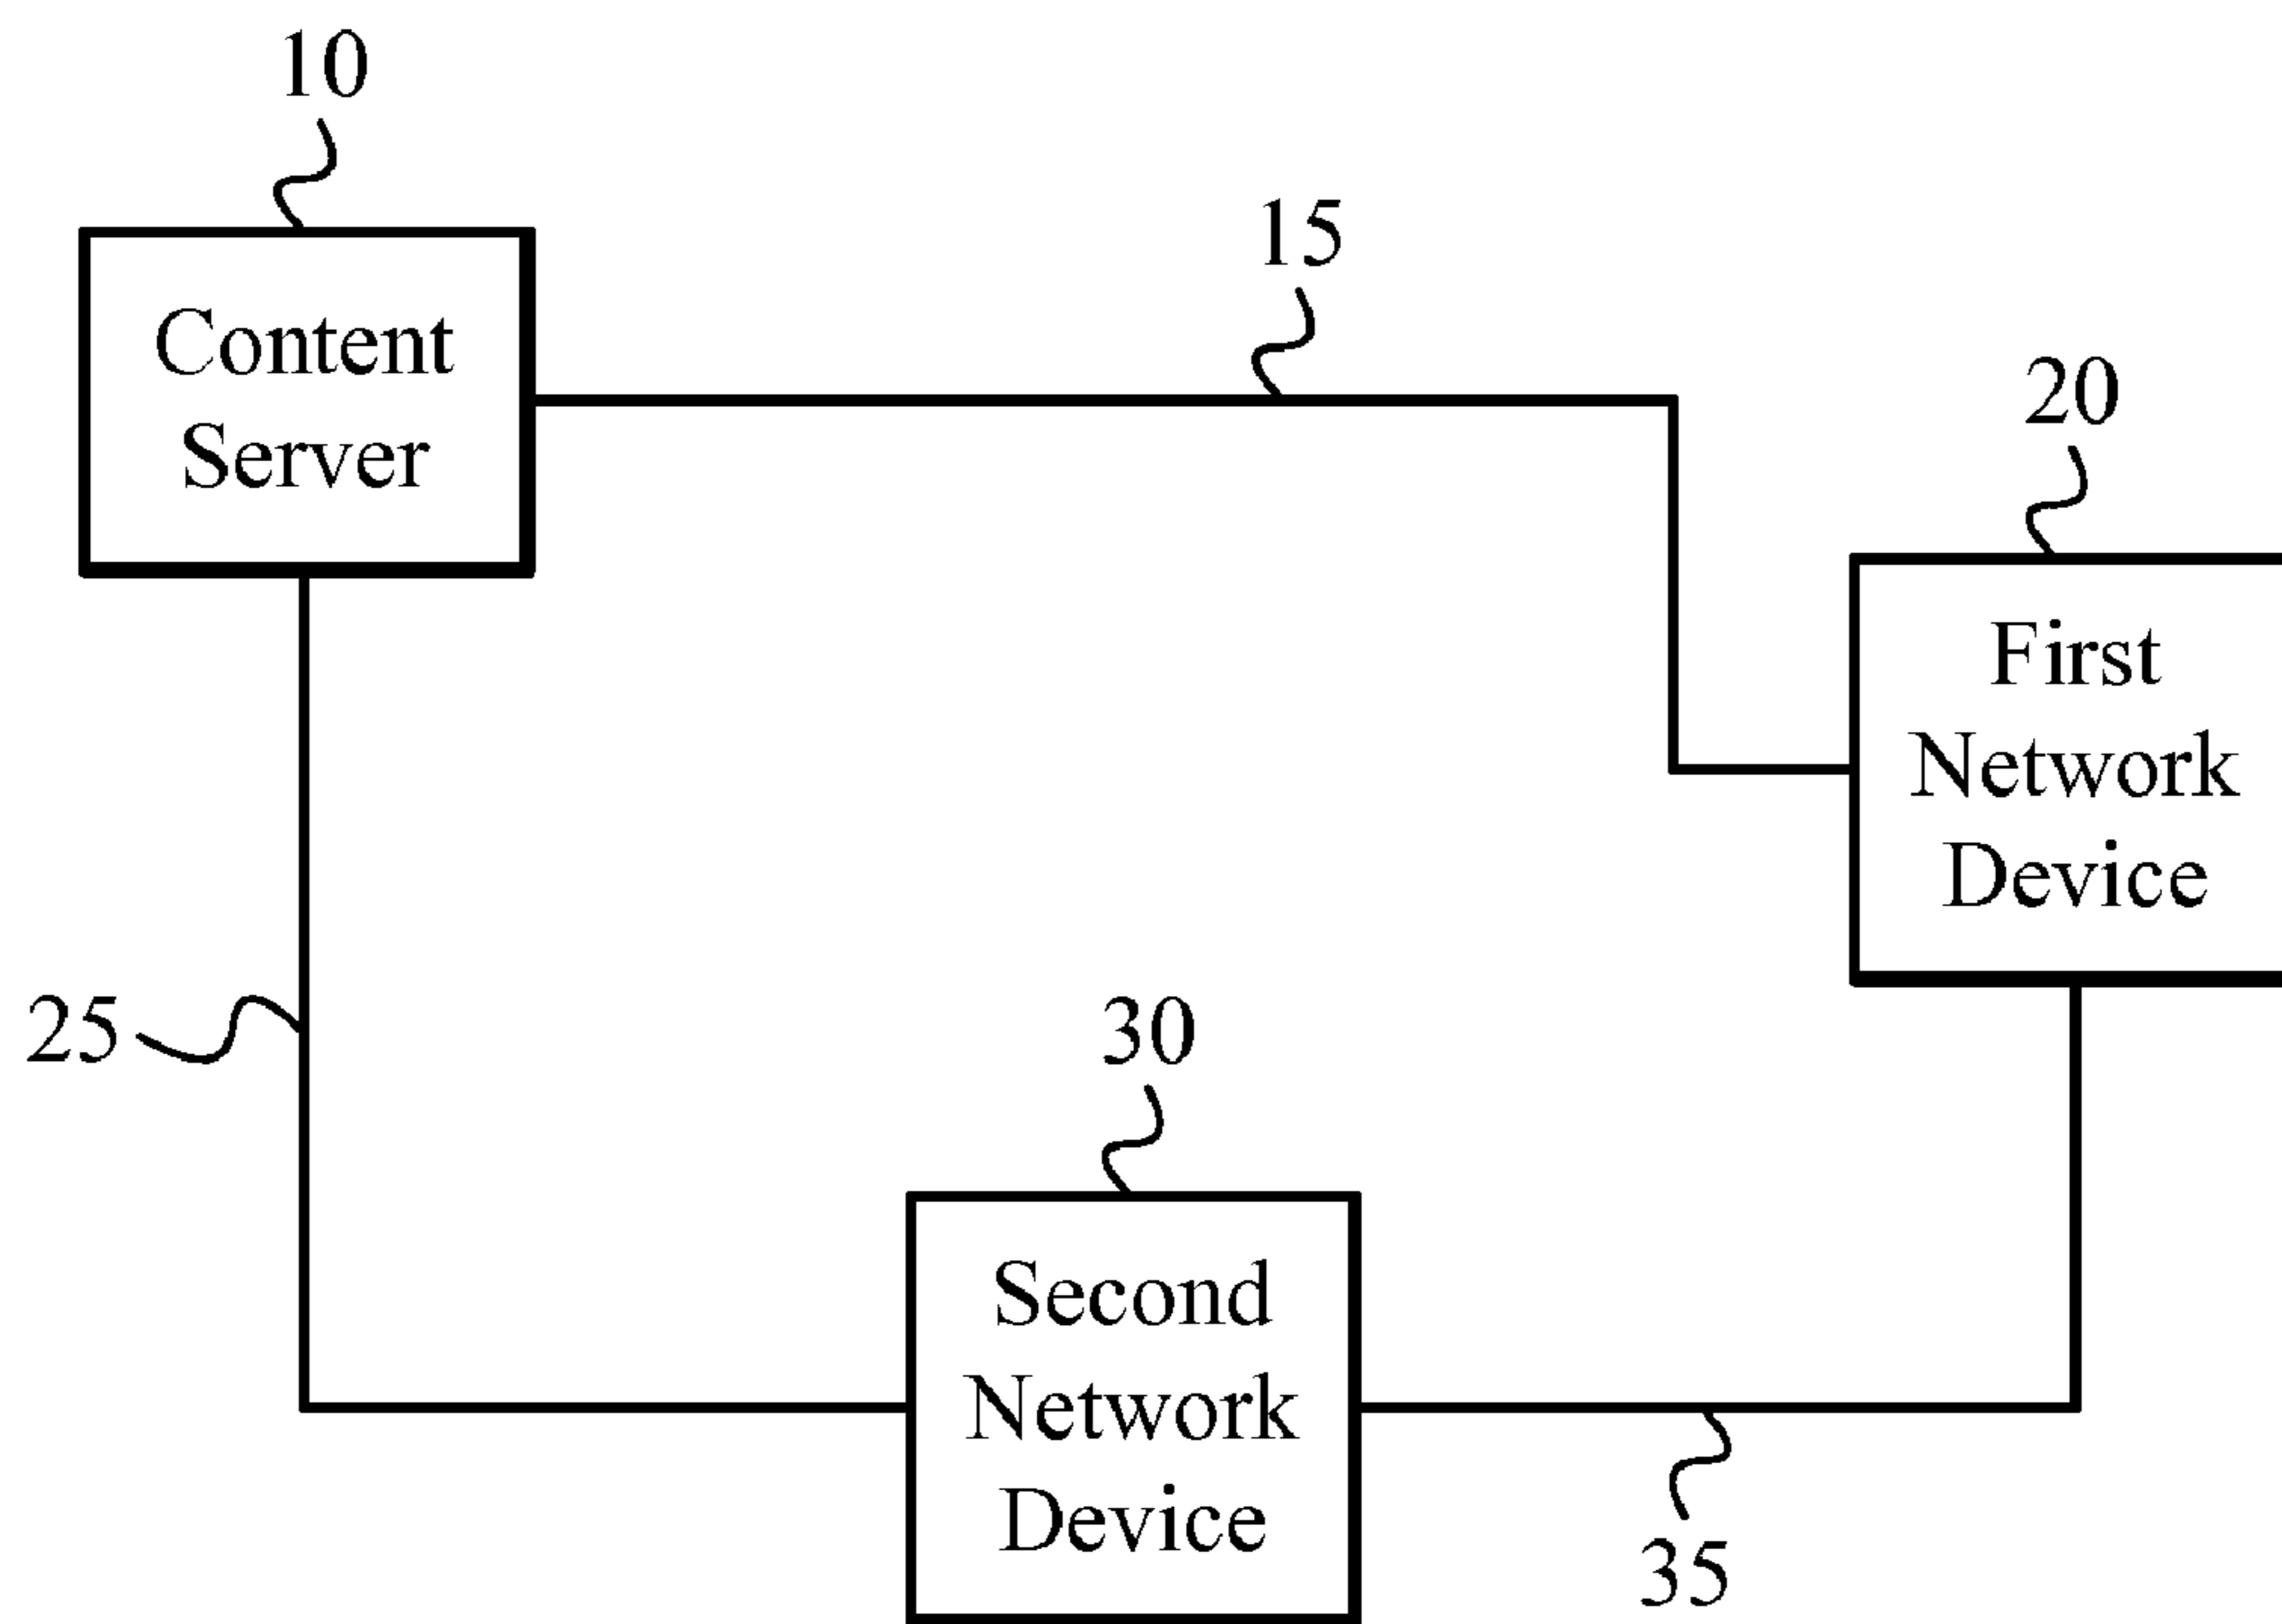 10
Content
Server
15
20
First
Network
Device
25
30
Second
Network
Device
35